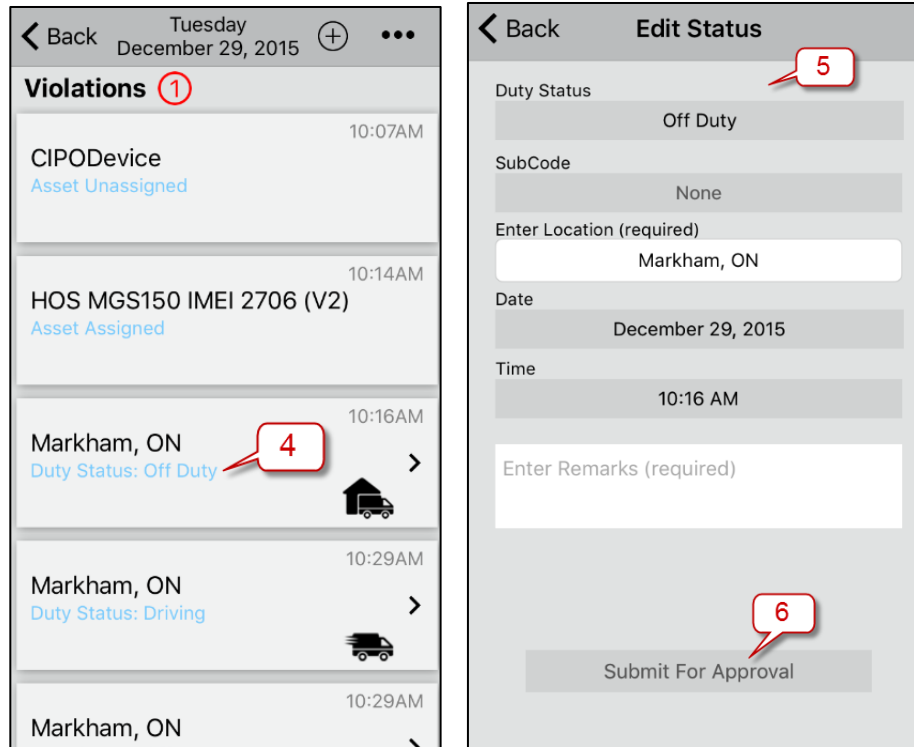 Back
Tuesday
December 29, 2015
Violations 1
10:07AM
CIPODevice
Asset Unassigned
10:14AM
HOS MGS150 IMEI 2706 (V2)
Asset Assigned
10:16AM
Markham, ON
4
Duty Status: Off Duty
10:29AM
Markham, ON
Duty Status: Driving
10:29AM
Markham, ON
Back
Edit Status
5
Duty Status
Off Duty
SubCode
None
Enter Location (required)
Markham, ON
Date
December 29, 2015
Time
10:16 AM
Enter Remarks (required)
6
Submit For Approval